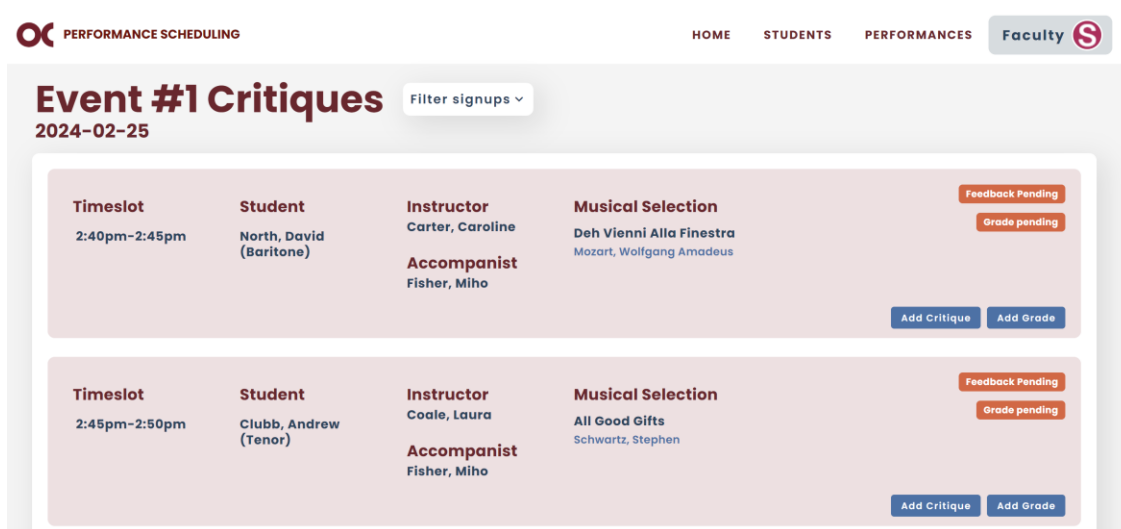 OC PERFORMANCE SCHEDULING
HOME STUDENTS PERFORMANCES Faculty S
Event #1 Critiques Filter signups
2024-02-25
Feedback Pending
Grade pending
Timeslot
2:40pm-2:45pm
Student
North, David
(Baritone)
Instructor
Carter, Caroline
Accompanist
Fisher, Miho
Musical Selection
Deh Vienni Alla Finestra
Mozart, Wolfgang Amadeus
Add Critique Add Grade
Feedback Pending
Grade pending
Timeslot
2:45pm-2:50pm
Student
Clubb, Andrew
(Tenor)
Instructor
Coale, Laura
Accompanist
Fisher, Miho
Musical Selection
All Good Gifts
Schwartz, Stephen
Add Critique Add Grade